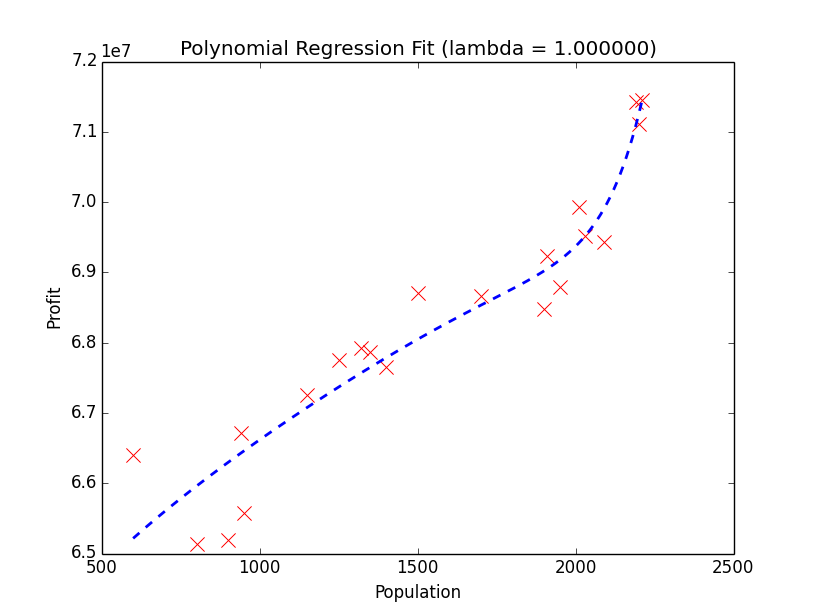 Polynomial Regression Fit (lambda = 1.000000)
1e7
7.2
7.1
7.0
6.9
6.8
6.7
6.6
6.5
Profit
500 1000 1500 2000 2500
Population